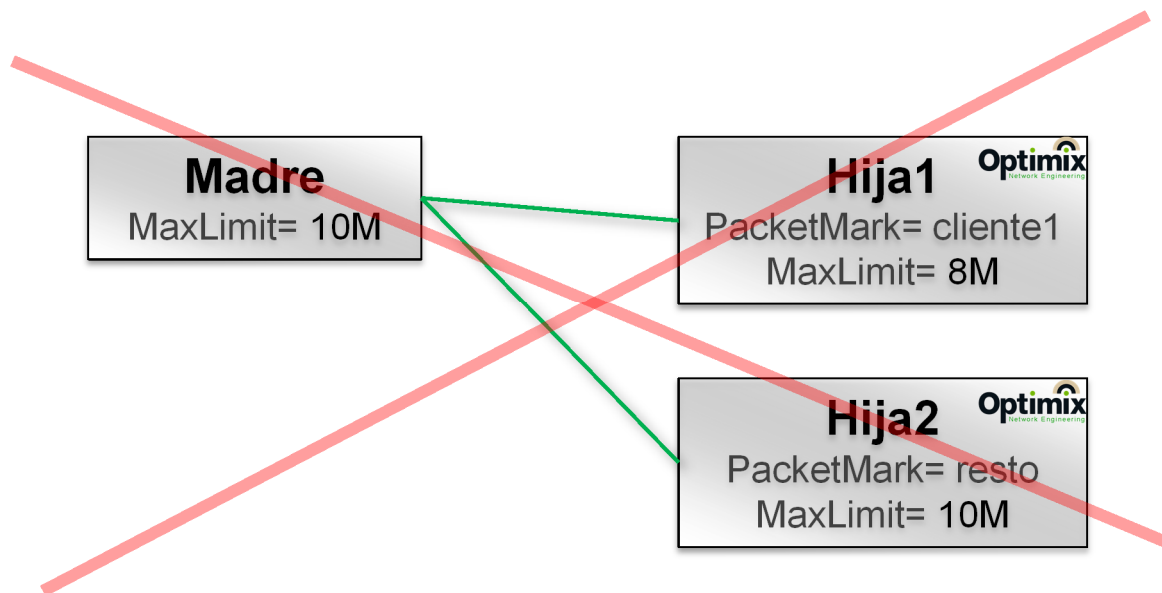 Madre
MaxLimit= 10M
Optimix
Network Engineering
Hija1
PacketMark= cliente1
MaxLimit= 8M
Optimix
Network Engineering
Hija2
PacketMark= resto
MaxLimit= 10M